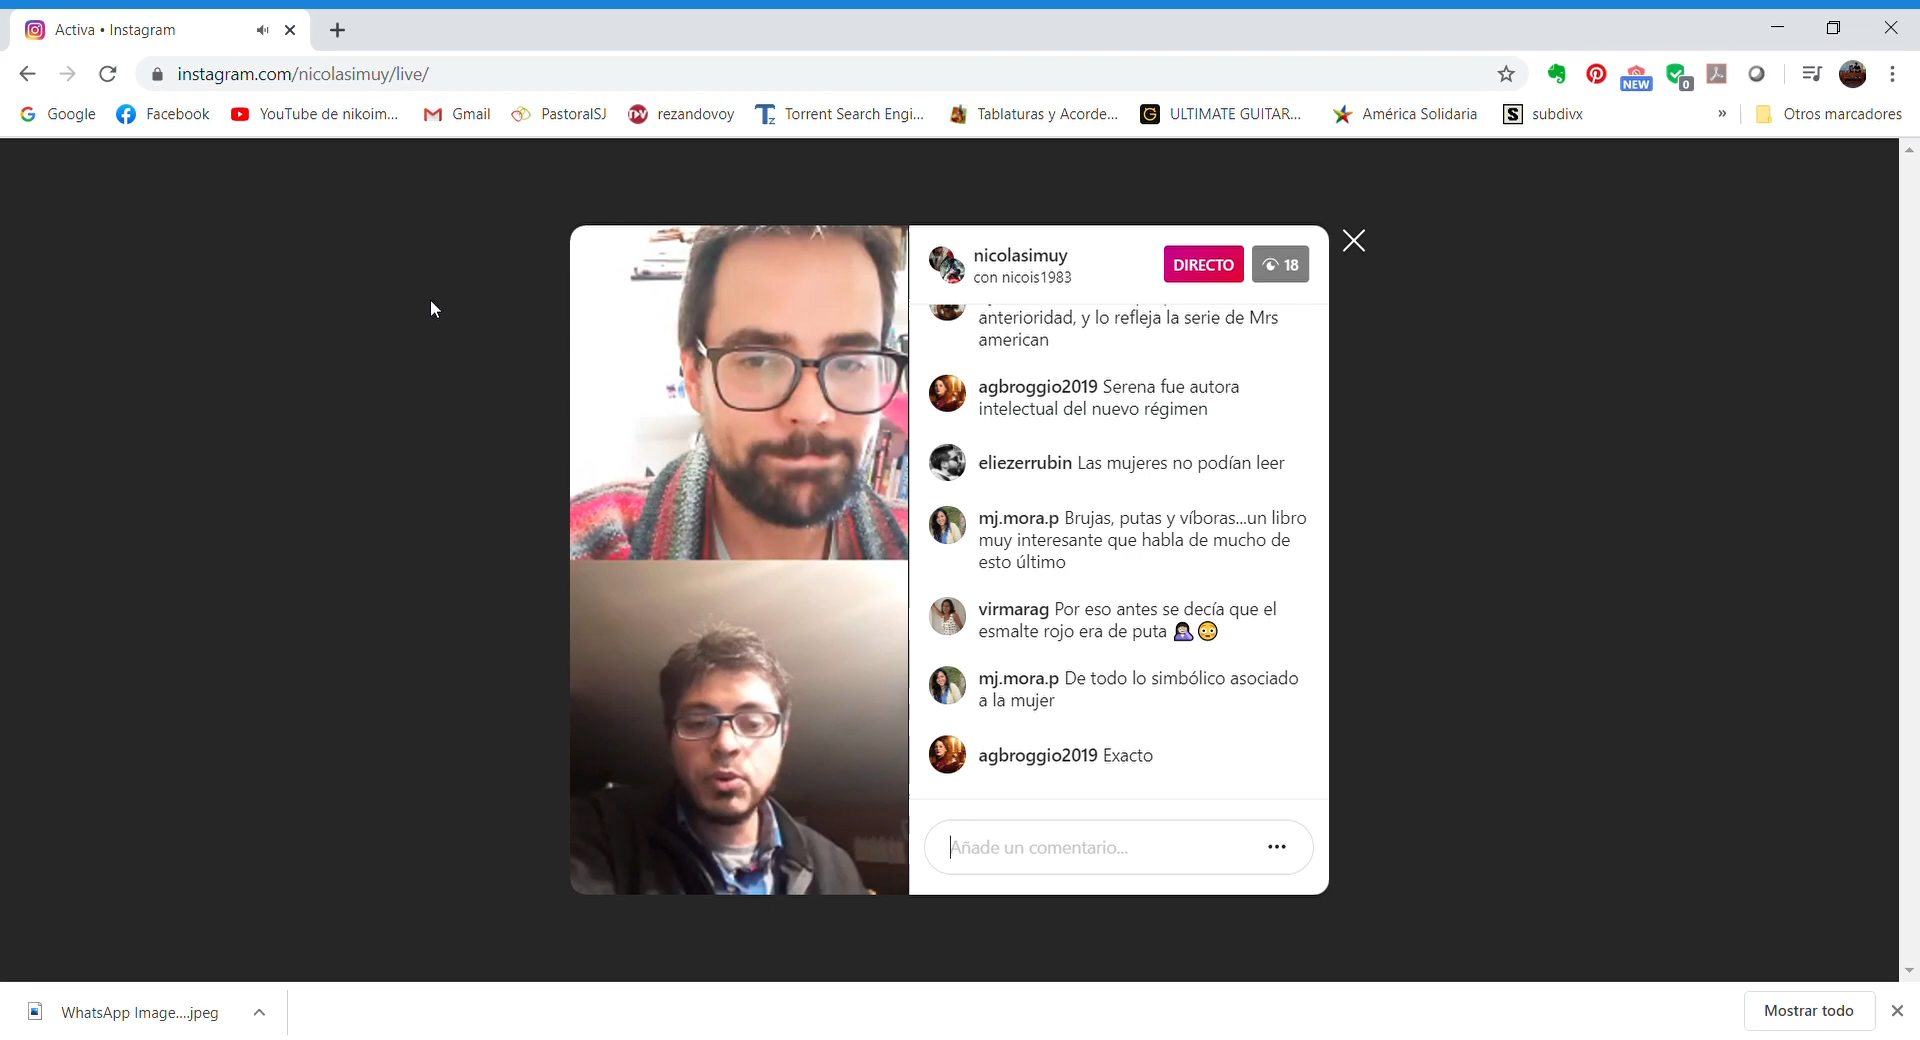 Activa • Instagram
instagram.com/nicolasimuy/live/
NEW
0
Google
Facebook
YouTube de nikoim...
Gmail
PastoralSJ
rezandovoy
Torrent Search Engi...
Tablaturas y Acorde...
ULTIMATE GUITAR...
América Solidaria
subdivx
»
Otros marcadores
nicolasimuy
con nicois1983
DIRECTO
18
anterioridad, y lo refleja la serie de Mrs
american
agbroggio2019 Serena fue autora
intelectual del nuevo régimen
eliezerrubin Las mujeres no podían leer
mj.mora.p Brujas, putas y víboras...un libro
muy interesante que habla de mucho de
esto último
virmarag Por eso antes se decía que el
esmalte rojo era de puta 🤦🏻‍♀️😳
mj.mora.p De todo lo simbólico asociado
a la mujer
agbroggio2019 Exacto
Añade un comentario...
WhatsApp Image....jpeg
Mostrar todo